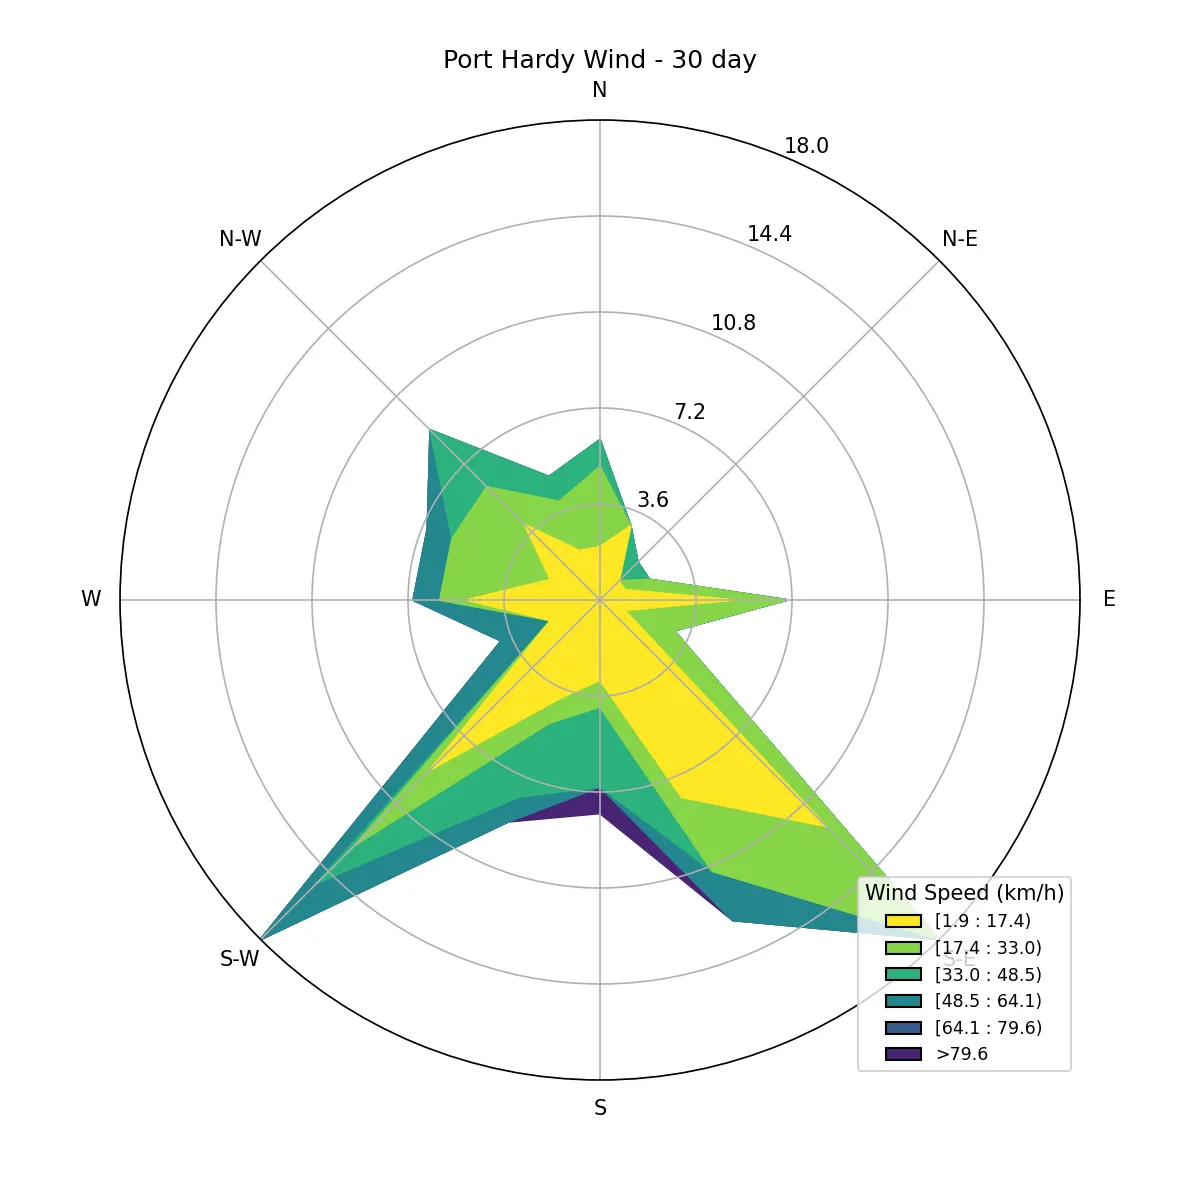 Port Hardy Wind - 30 day
N
18.0
N-W
14.4
N-E
10.8
7.2
3.6
W
E
S-W
S-E
S
Wind Speed (km/h)
[1.9 : 17.4)
[17.4 : 33.0)
[33.0 : 48.5)
[48.5 : 64.1)
[64.1 : 79.6)
>79.6